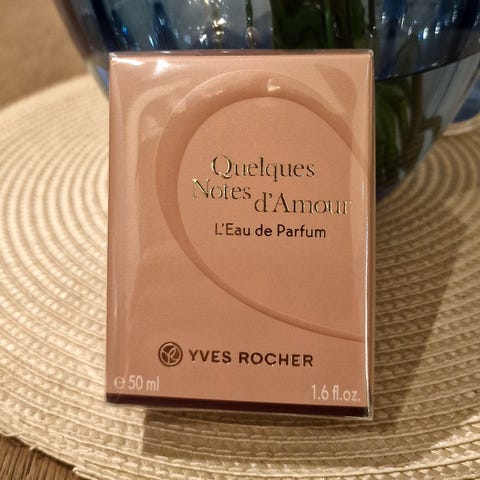 Quelques
Notes d'Amour
L'Eau de Parfum
YVES ROCHER
℮ 50 ml
1.6 fl.oz.